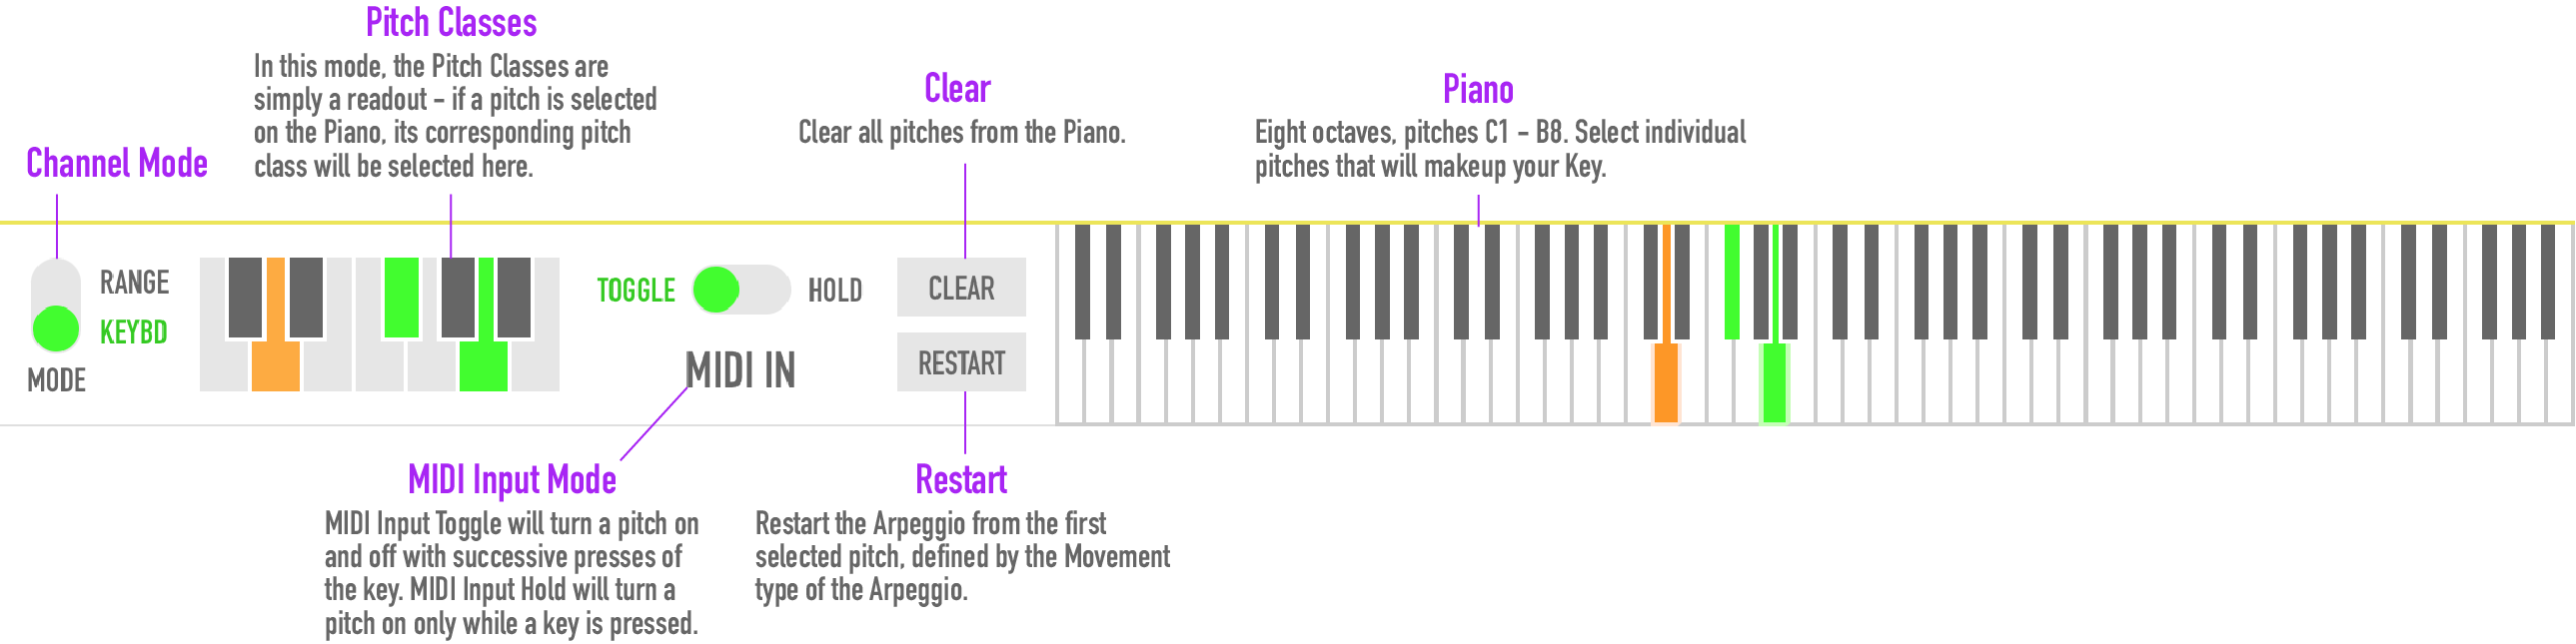 Pitch Classes
In this mode, the Pitch Classes are
simply a readout - if a pitch is selected
on the Piano, its corresponding pitch
class will be selected here.
Channel Mode
Clear
Clear all pitches from the Piano.
Piano
Eight octaves, pitches C1 - B8. Select individual
pitches that will makeup your Key.
RANGE
KEYBD
MODE
TOGGLE
HOLD
MIDI IN
CLEAR
RESTART
MIDI Input Mode
MIDI Input Toggle will turn a pitch on
and off with successive presses of
the key. MIDI Input Hold will turn a
pitch on only while a key is pressed.
Restart
Restart the Arpeggio from the first
selected pitch, defined by the Movement
type of the Arpeggio.